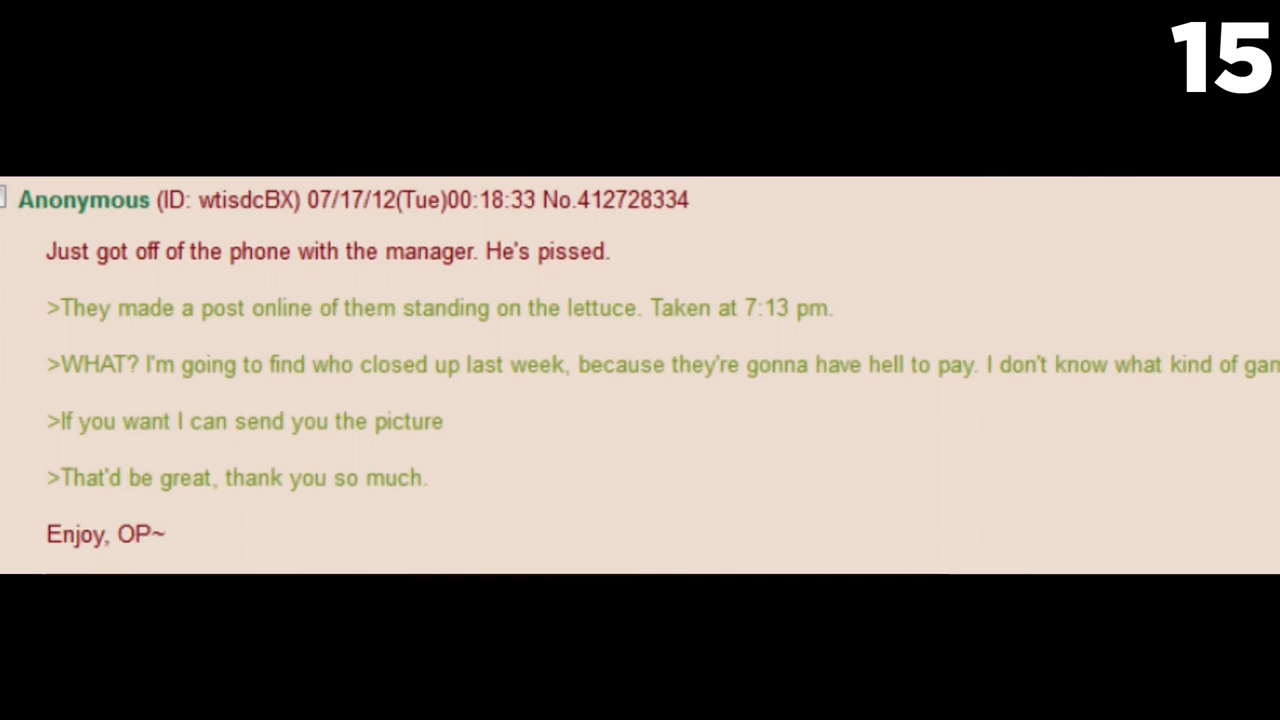 15
Anonymous (ID: wtisdcBX) 07/17/12(Tue)00:18:33 No.412728334
Just got off of the phone with the manager. He's pissed.
>They made a post online of them standing on the lettuce. Taken at 7:13 pm.
>WHAT? I'm going to find who closed up last week, because they're gonna have hell to pay. I don't know what kind of
>If you want I can send you the picture
>That'd be great, thank you so much.
Enjoy, OP~